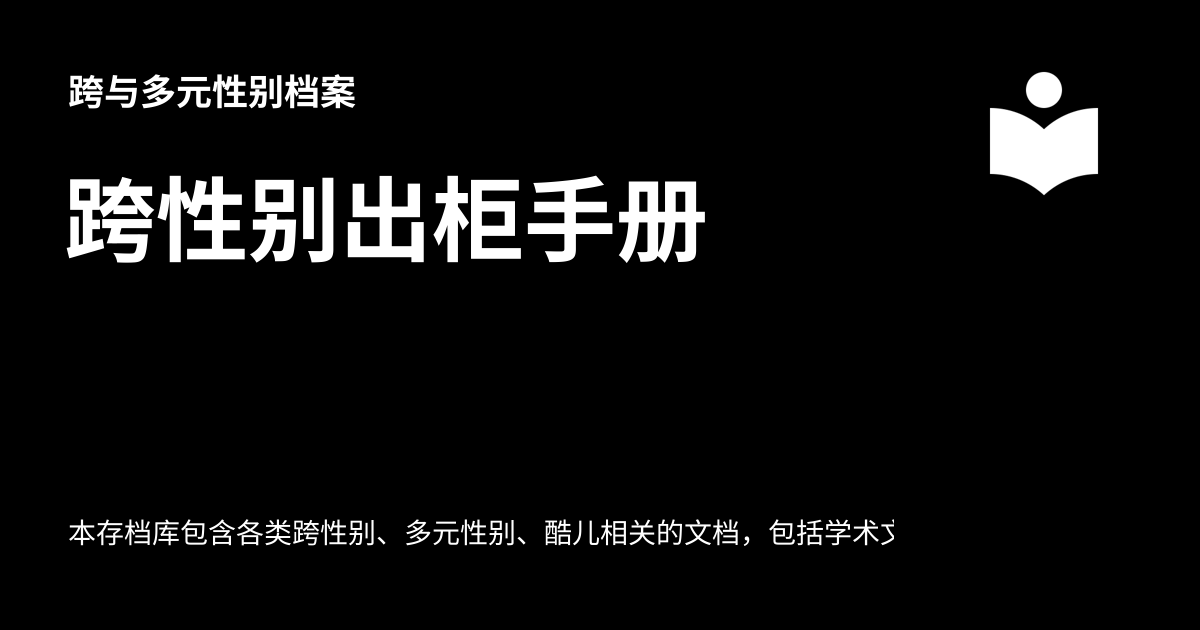 跨与多元性别档案
跨性别出柜手册
本存档库包含各类跨性别、多元性别、酷儿相关的文档，包括学术